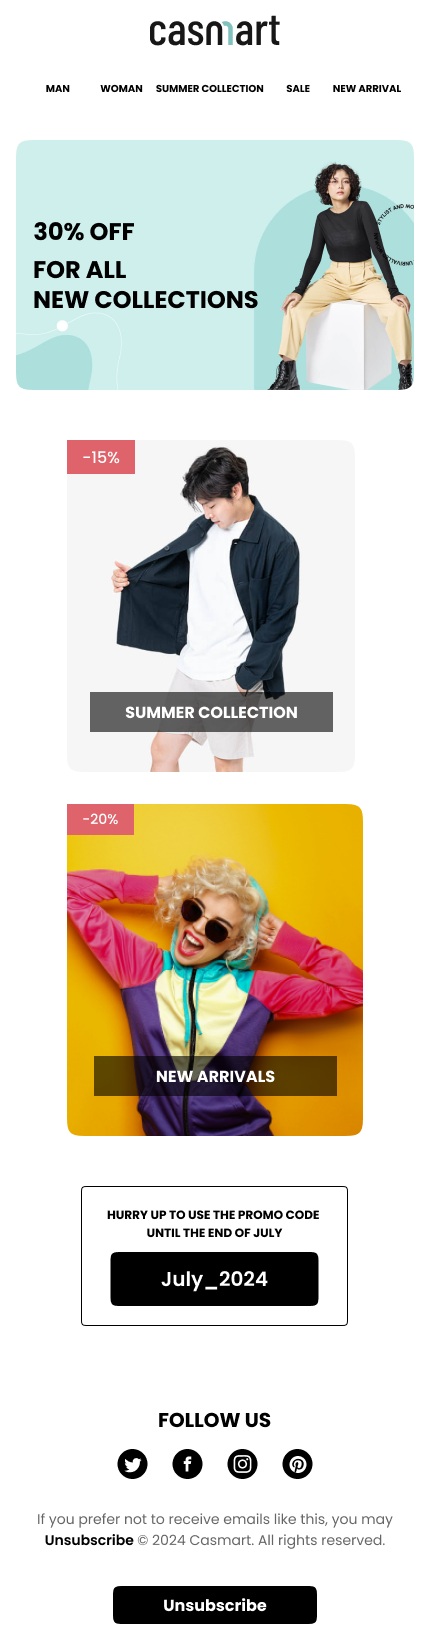 casmart
MAN WOMAN SUMMER COLLECTION SALE NEW ARRIVAL
30% OFF
FOR ALL
NEW COLLECTIONS
STYLIST AND
-15%
SUMMER COLLECTION
-20%
NEW ARRIVALS
HURRY UP TO USE THE PROMO CODE
UNTIL THE END OF JULY
July_2024
FOLLOW US
If you prefer not to receive emails like this, you may
Unsubscribe © 2024 Casmart. All rights reserved.
Unsubscribe